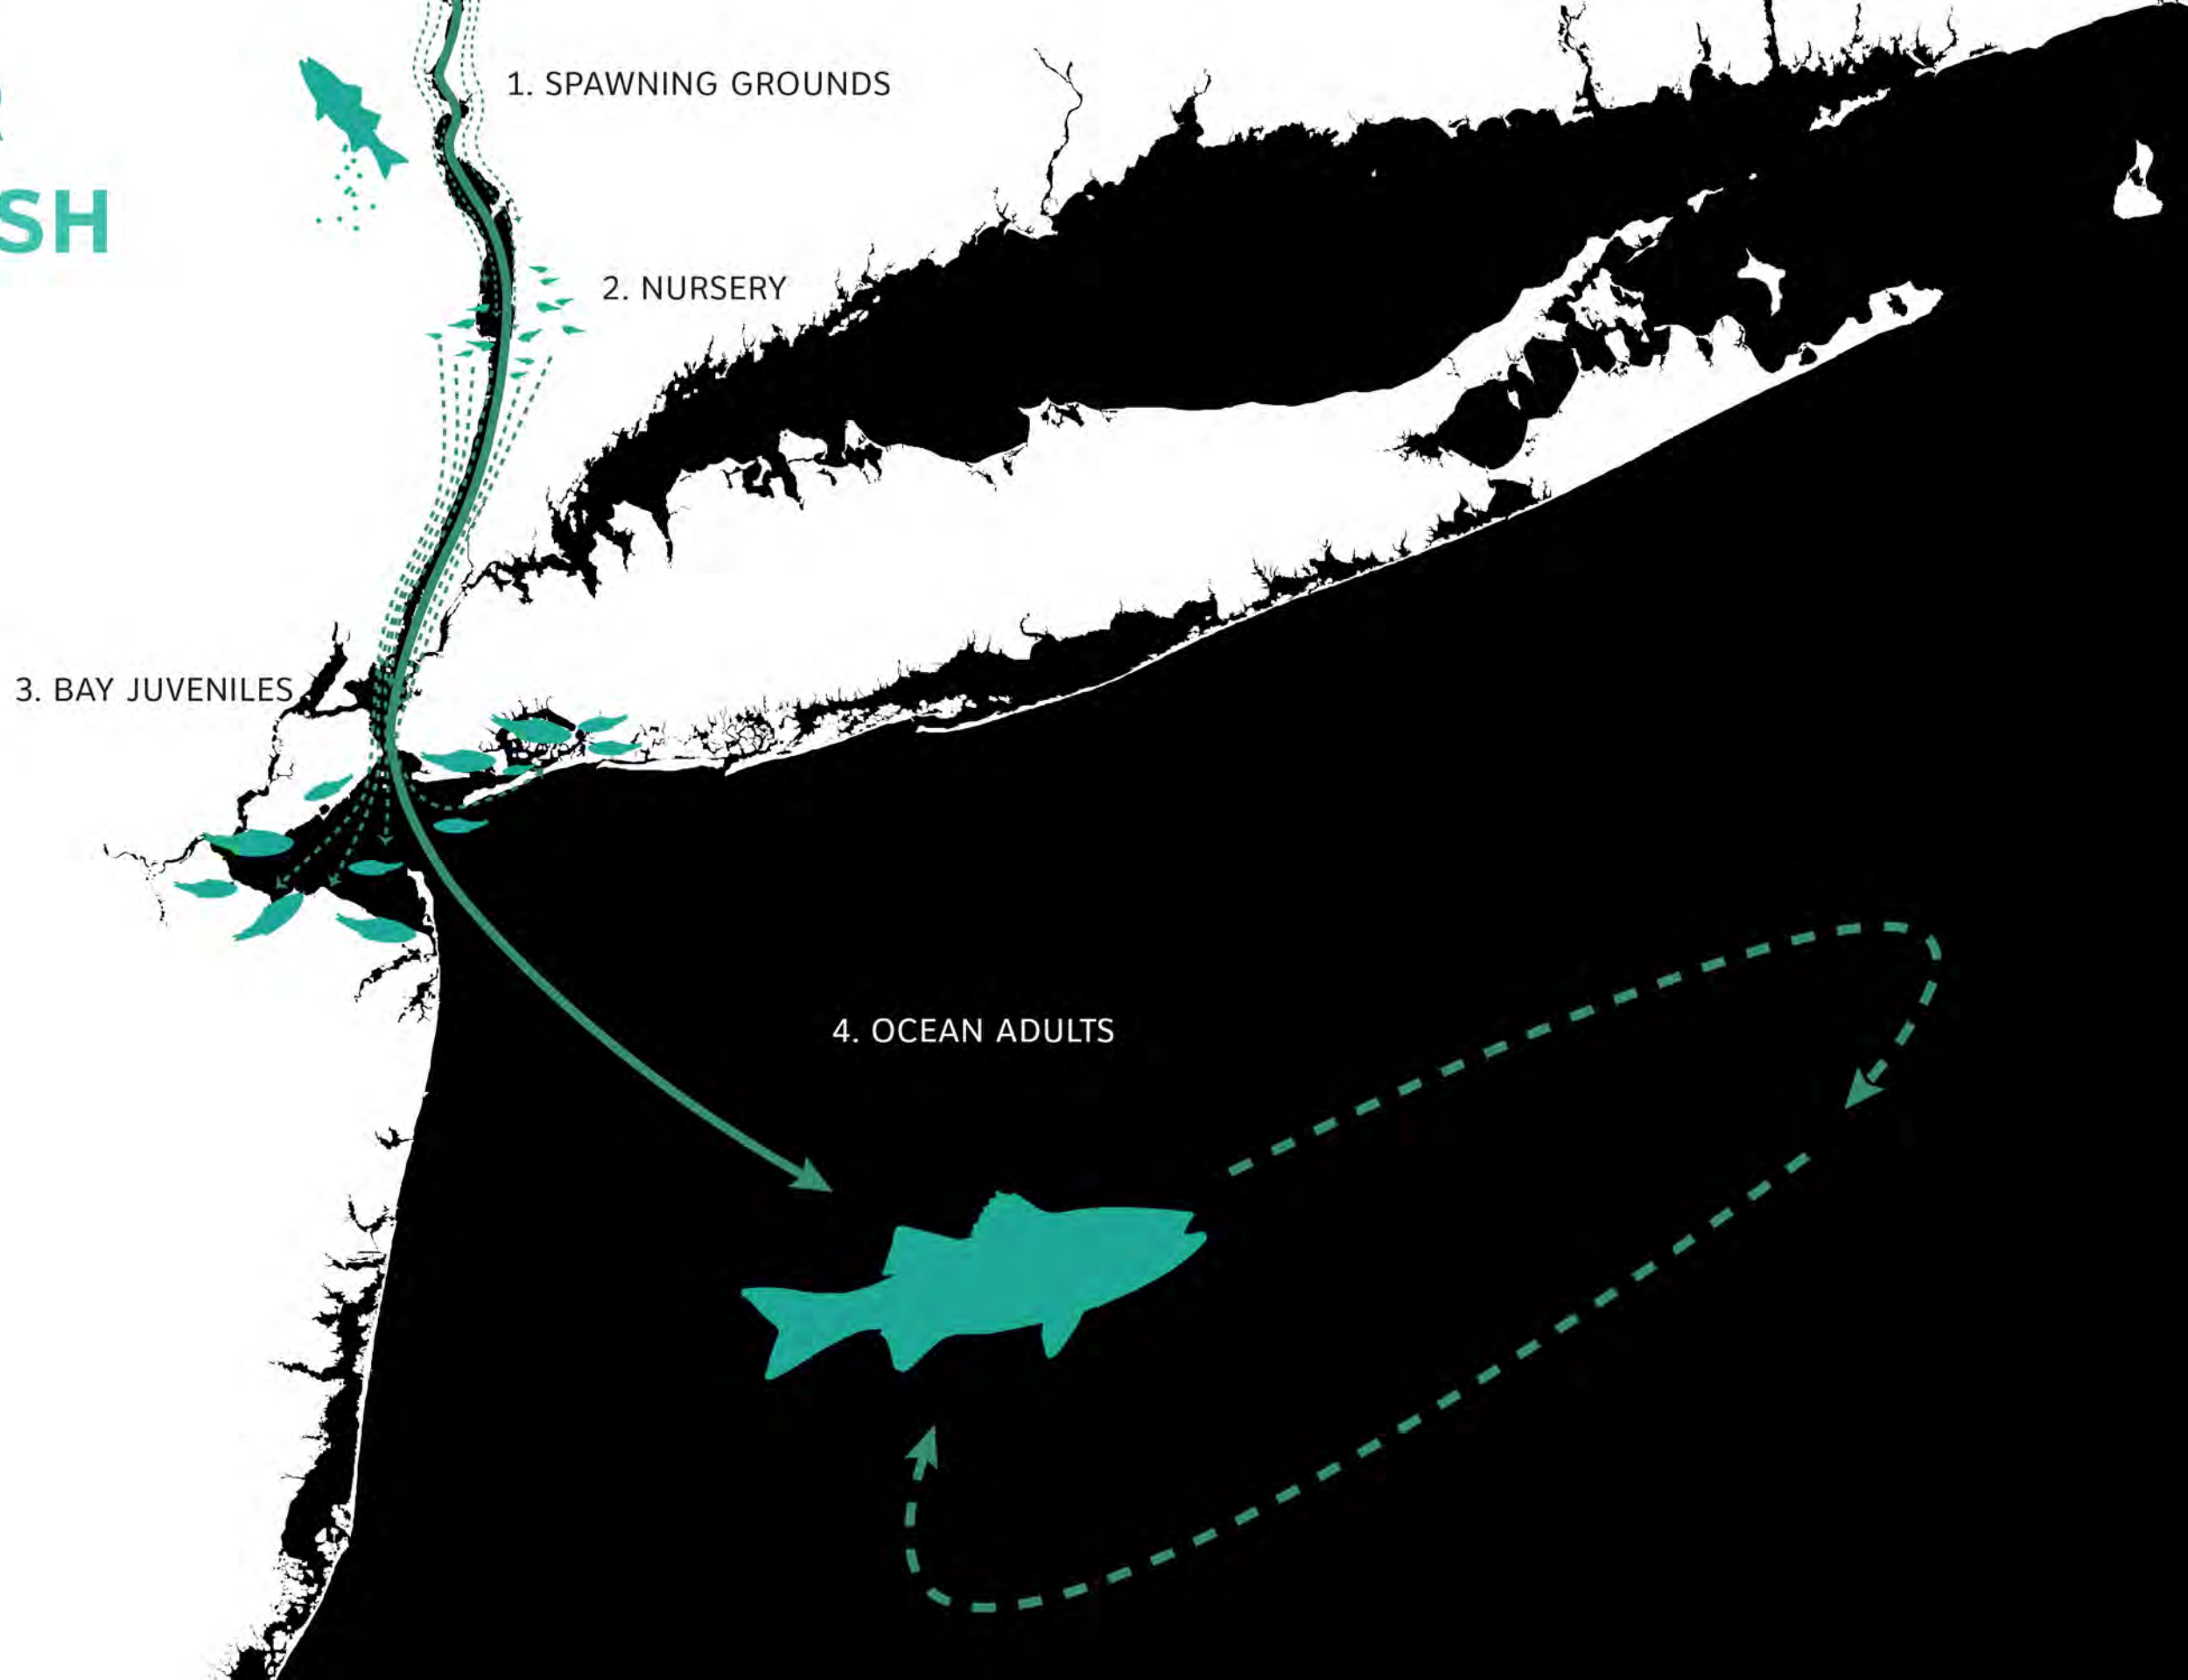 SH
1. SPAWNING GROUNDS
2. NURSERY
3. BAY JUVENILES
4. OCEAN ADULTS